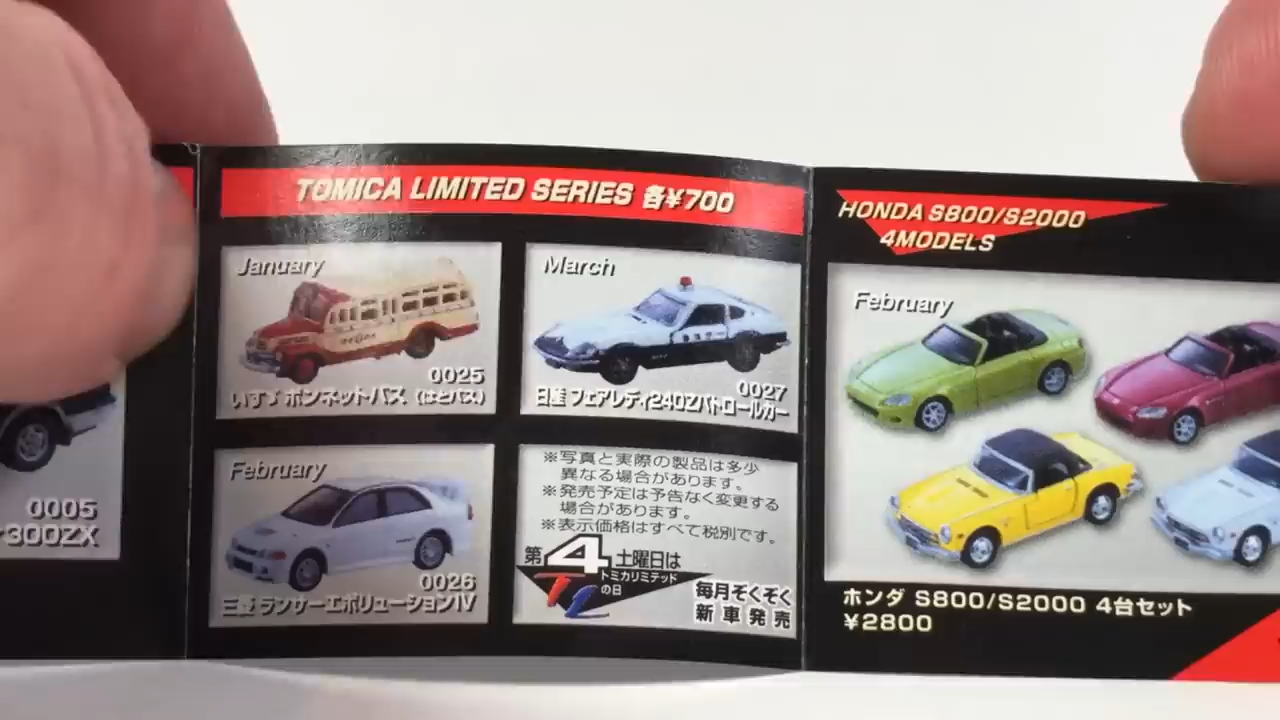 0005
300ZX
TOMICA LIMITED SERIES 各¥700
January
0025
いすゞ ボンネットバス (はとバス)
March
0027
日産 フェアレディ240Zパトロールカー
February
0026
三菱 ランサーエボリューションIV
※写真と実際の製品は多少
異なる場合があります。
※発売予定は予告なく変更する
場合があります。
※表示価格はすべて税別です。
第4土曜日は
トミカリミテッド
の日
TL
毎月ぞくぞく
新車発売
HONDA S800/S2000
4MODELS
February
ホンダ S800/S2000 4台セット
¥2800